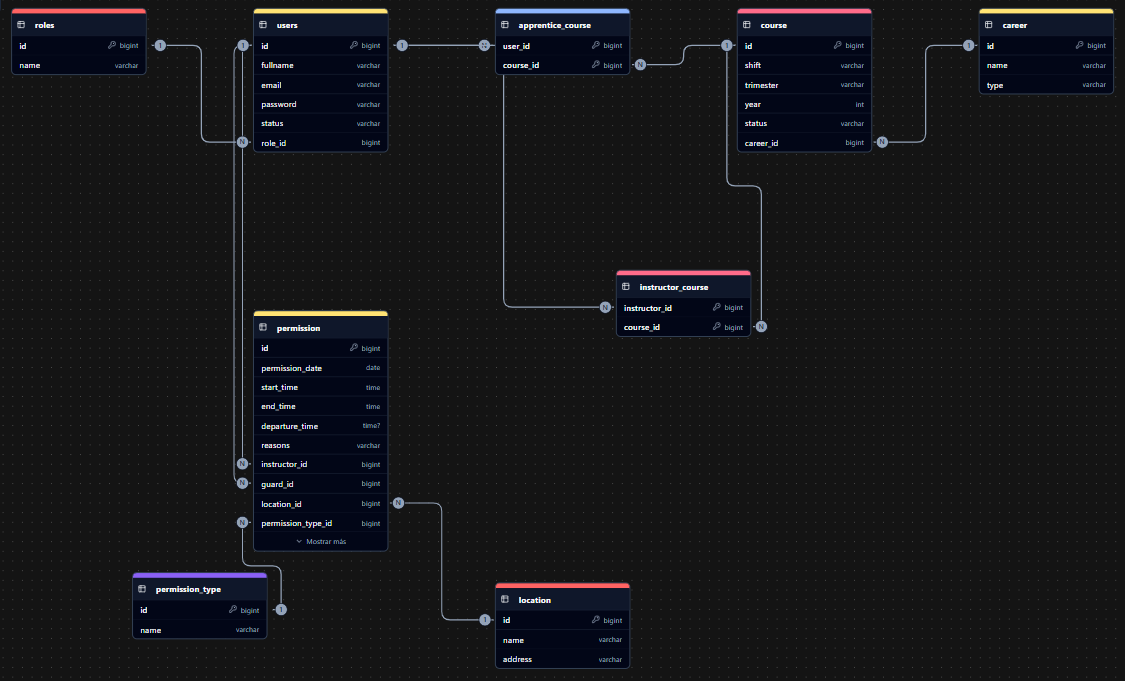 roles
id bigint
name varchar
users
id bigint
fullname varchar
email varchar
password varchar
status varchar
role_id bigint
apprentice_course
user_id bigint
course_id bigint
course
id bigint
shift varchar
trimester varchar
year int
status varchar
career_id bigint
career
id bigint
name varchar
type varchar
instructor_course
instructor_id bigint
course_id bigint
permission
id bigint
permission_date date
start_time time
end_time time
departure_time time?
reasons varchar
instructor_id bigint
guard_id bigint
location_id bigint
permission_type_id bigint
Mostrar más
permission_type
id bigint
name varchar
location
id bigint
name varchar
address varchar
1
1
1
N
N
1
1
N
N
N
N
N
N
N
N
1
1